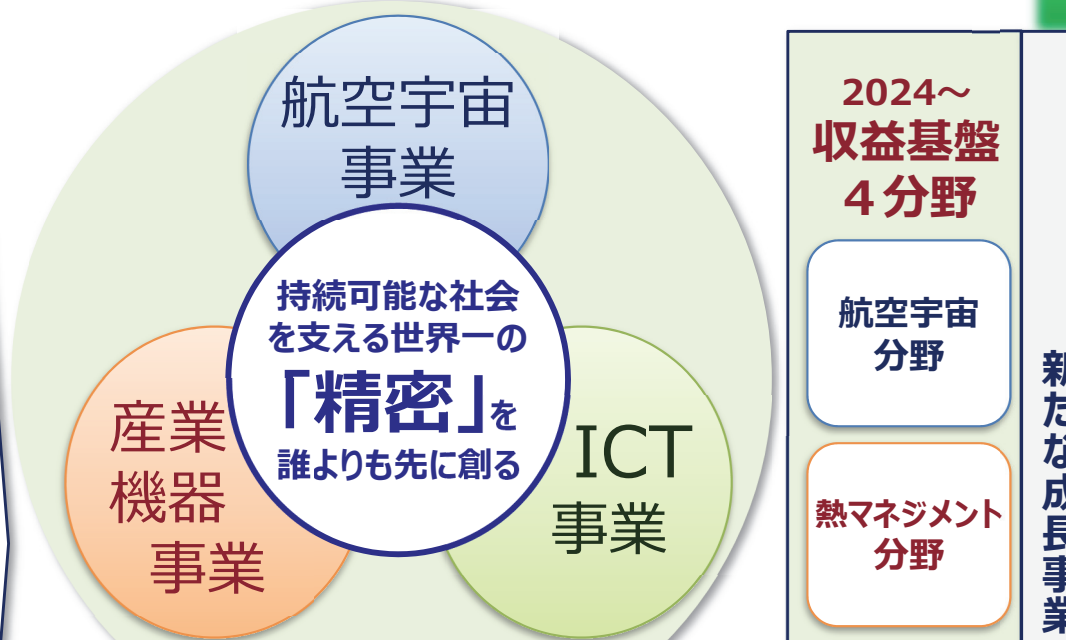 航空宇宙
事業
持続可能な社会
を支える世界一の
「精密」を
誰よりも先に創る
産業
機器
事業
ICT
事業
2024～
収益基盤
４分野
航空宇宙
分野
熱マネジメント
分野
新たな成長事業